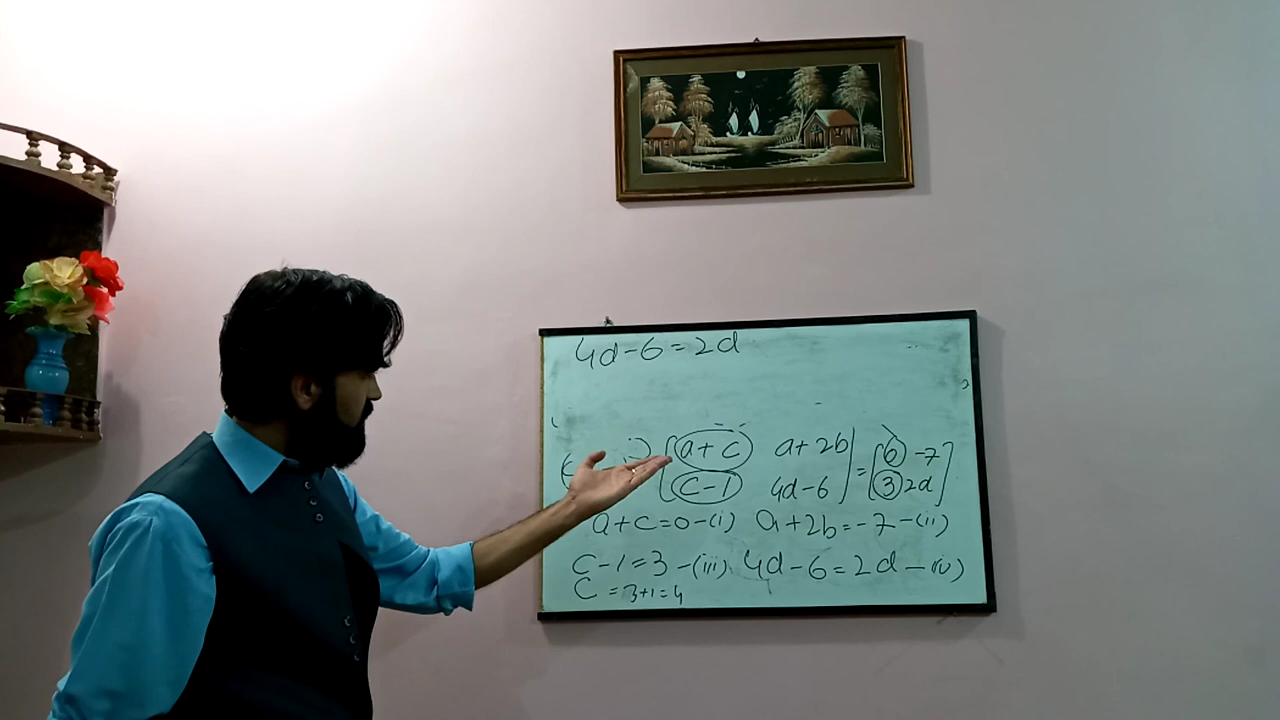 4d-6=2d
[a+c a+2b] = [6 -7]
[c-1 4d-6] [3 2d]
a+c=0-(i) a+2b=-7-(ii)
c-1=3-(iii) 4d-6=2d-(iv)
C=3+1=4